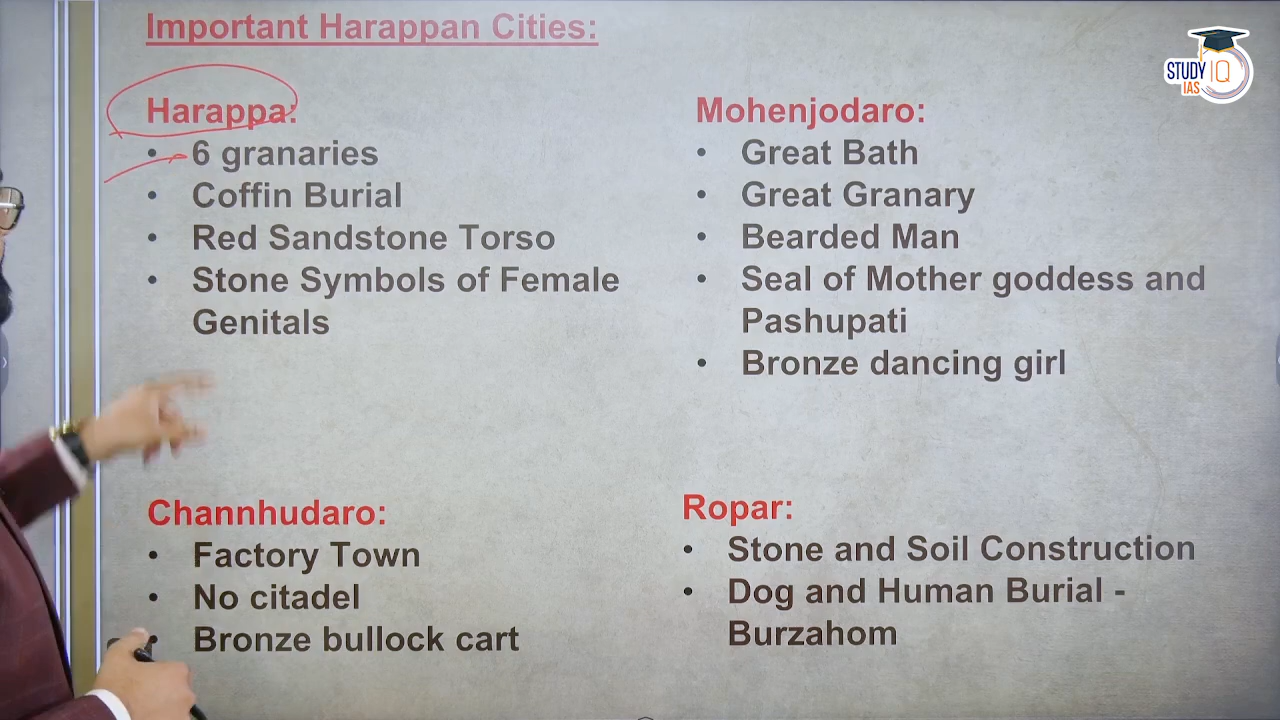 Important Harappan Cities:
STUDY IQ
IAS
Harappa:
• 6 granaries
• Coffin Burial
• Red Sandstone Torso
• Stone Symbols of Female
Genitals
Mohenjodaro:
• Great Bath
• Great Granary
• Bearded Man
• Seal of Mother goddess and
Pashupati
• Bronze dancing girl
Channhudaro:
• Factory Town
• No citadel
• Bronze bullock cart
Ropar:
• Stone and Soil Construction
• Dog and Human Burial -
Burzahom